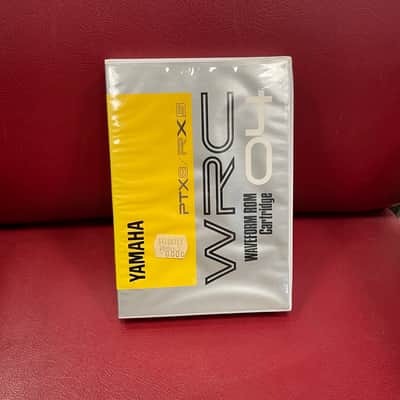 YAMAHA
PTX8/RX5
WRC
04
WAVEFORM ROM
Cartridge